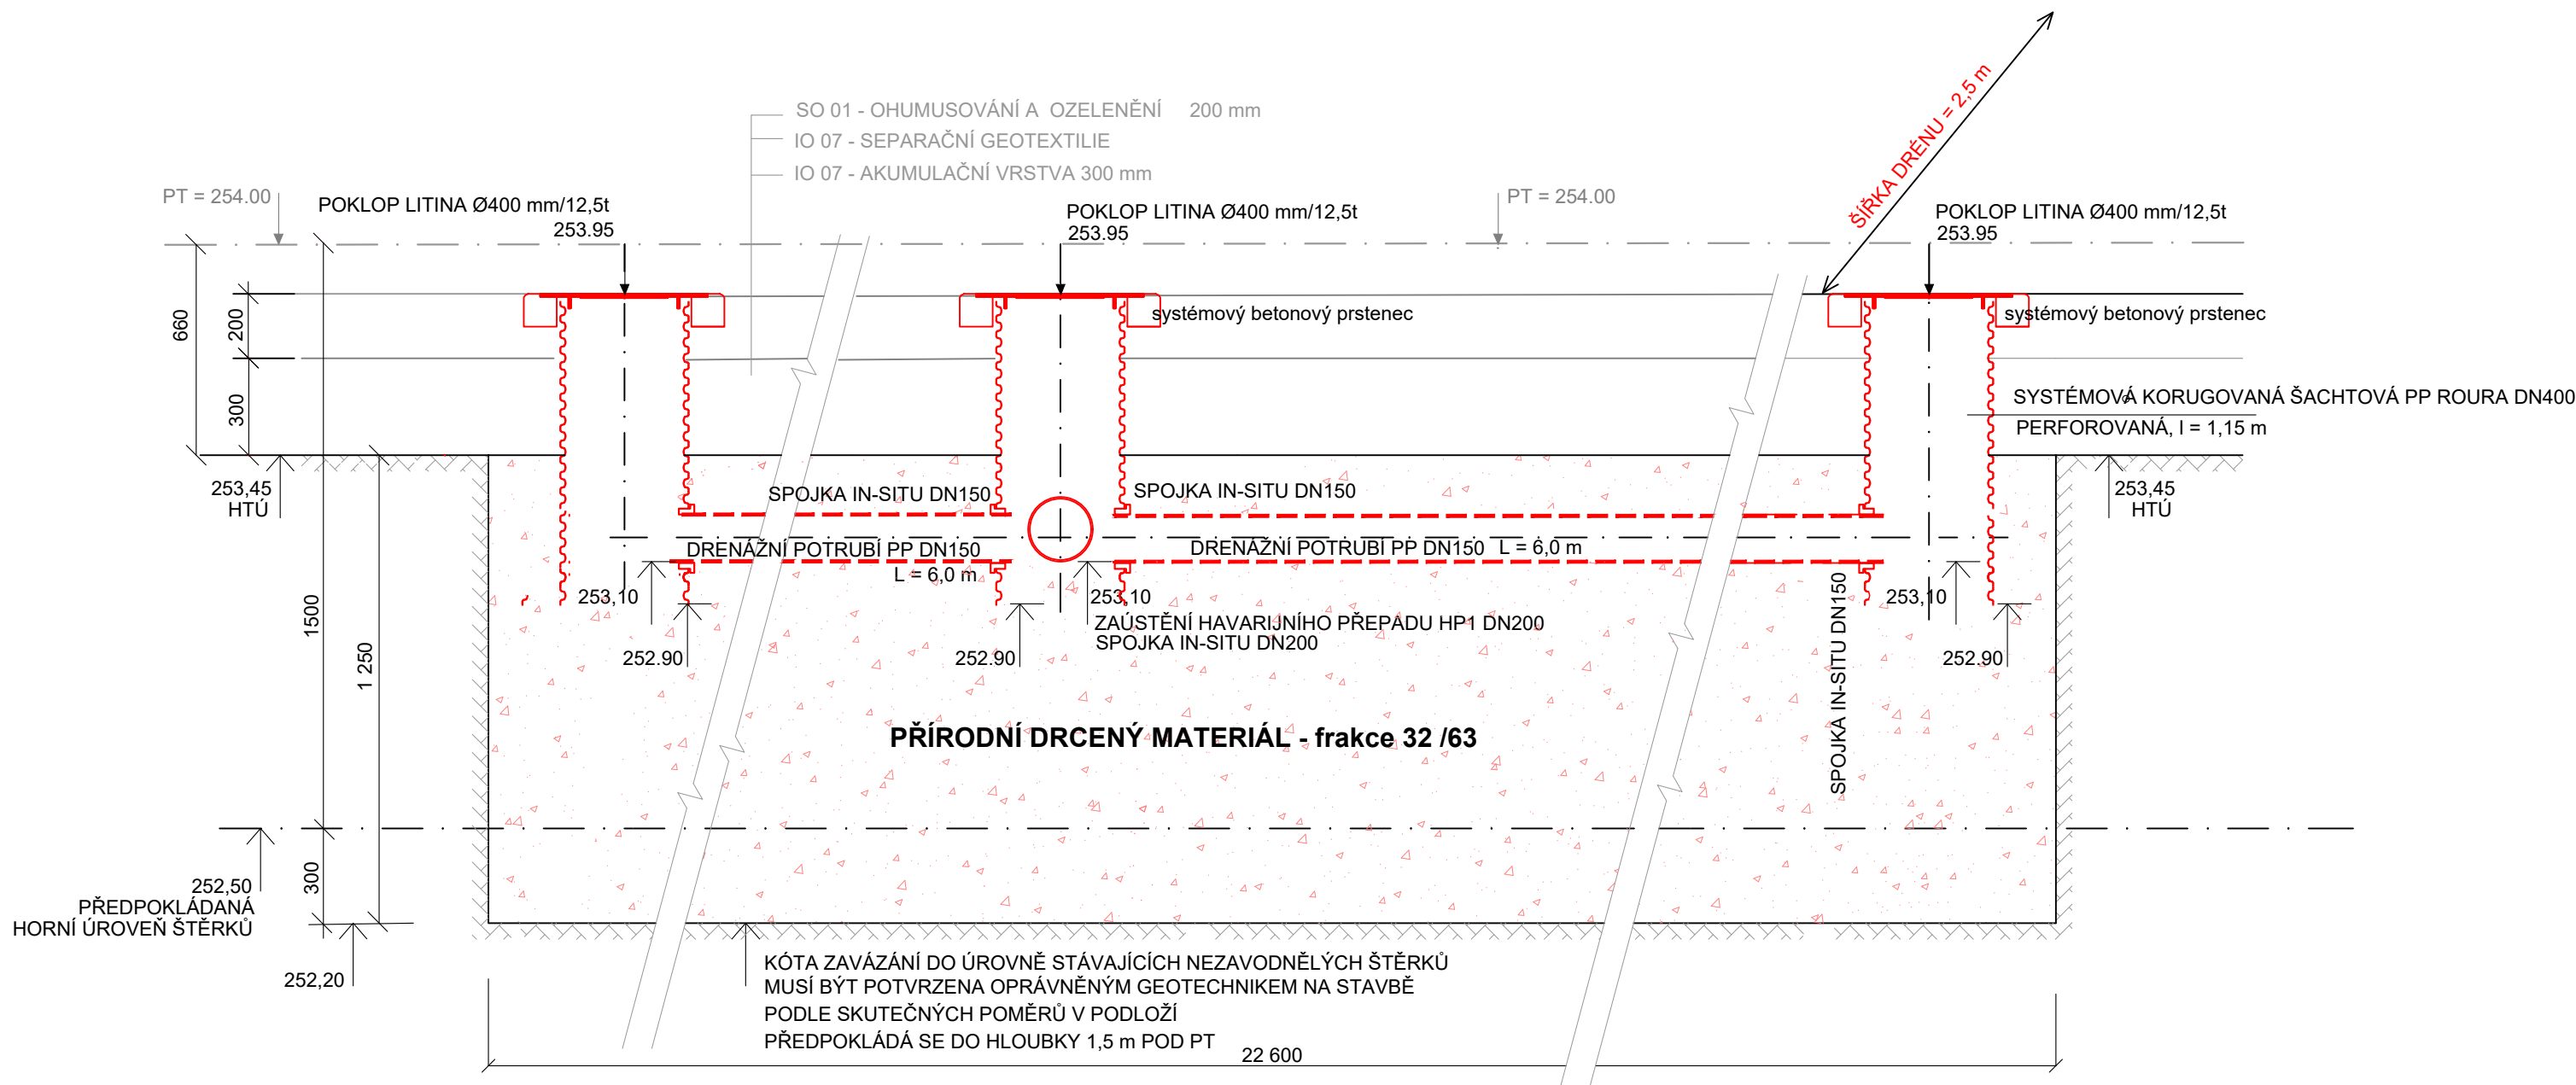 ŠÍŘKA DRÉNU = 2,5 m
SO 01 - OHUMUSOVÁNÍ A OZELENĚNÍ 200 mm
IO 07 - SEPARAČNÍ GEOTEXTILIE
IO 07 - AKUMULAČNÍ VRSTVA 300 mm
PT = 254.00
PT = 254.00
POKLOP LITINA Ø400 mm/12,5t
253.95
POKLOP LITINA Ø400 mm/12,5t
253.95
POKLOP LITINA Ø400 mm/12,5t
253.95
660
200
300
systémový betonový prstenec
systémový betonový prstenec
SYSTÉMOVÁ KORUGOVANÁ ŠACHTOVÁ PP ROURA DN400
PERFOROVANÁ, l = 1,15 m
253,45
HTÚ
253,45
HTÚ
SPOJKA IN-SITU DN150
SPOJKA IN-SITU DN150
DRENÁŽNÍ POTRUBÍ PP DN150
L = 6,0 m
DRENÁŽNÍ POTRUBÍ PP DN150 L = 6,0 m
253,10
253,10
253,10
ZAÚSTĚNÍ HAVARIJNÍHO PŘEPADU HP1 DN200
SPOJKA IN-SITU DN200
252.90
252.90
252.90
SPOJKA IN-SITU DN150
1500
1 250
300
PŘÍRODNÍ DRCENÝ MATERIÁL - frakce 32 /63
252,50
PŘEDPOKLÁDANÁ
HORNÍ ÚROVEŇ ŠTĚRKŮ
252,20
KÓTA ZAVÁZÁNÍ DO ÚROVNĚ STÁVAJÍCÍCH NEZAVODNĚLÝCH ŠTĚRKŮ
MUSÍ BÝT POTVRZENA OPRÁVNĚNÝM GEOTECHNIKEM NA STAVBĚ
PODLE SKUTEČNÝCH POMĚRŮ V PODLOŽÍ
PŘEDPOKLÁDÁ SE DO HLOUBKY 1,5 m POD PT
22 600